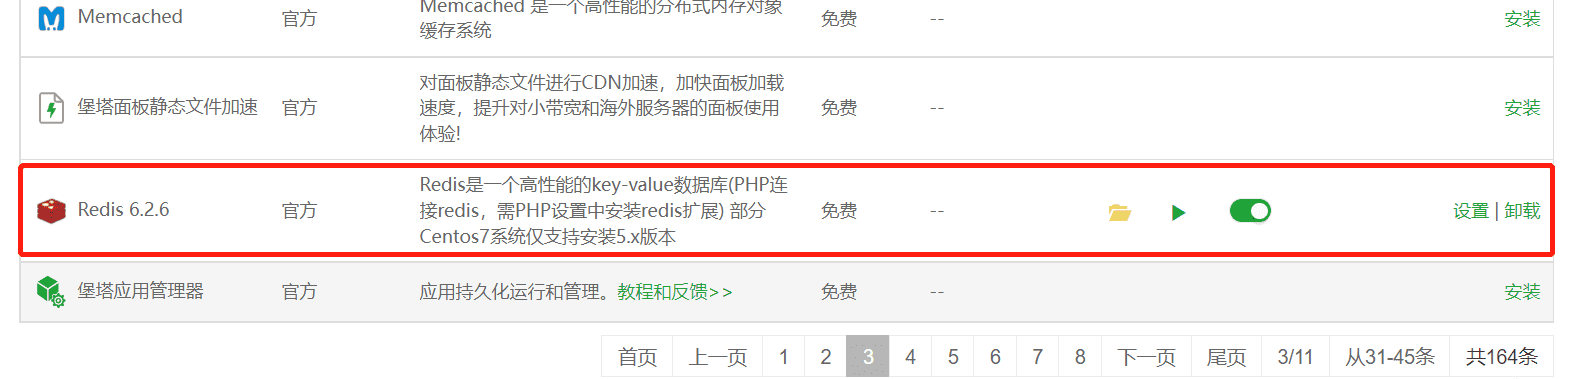 Memcached 官方 Memcached 是一个高性能的分布式内存对象 免费 -- 安装
缓存系统
对面板静态文件进行CDN加速，加快面板加载
堡塔面板静态文件加速 官方 速度，提升对小带宽和海外服务器的面板使用 免费 -- 安装
体验!
Redis是一个高性能的key-value数据库(PHP连
Redis 6.2.6 官方 接redis，需PHP设置中安装redis扩展) 部分 免费 -- 设置 | 卸载
Centos7系统仅支持安装5.x版本
堡塔应用管理器 官方 应用持久化运行和管理。教程和反馈>> 免费 -- 安装
首页 上一页 1 2 3 4 5 6 7 8 下一页 尾页 3/11 从31-45条 共164条